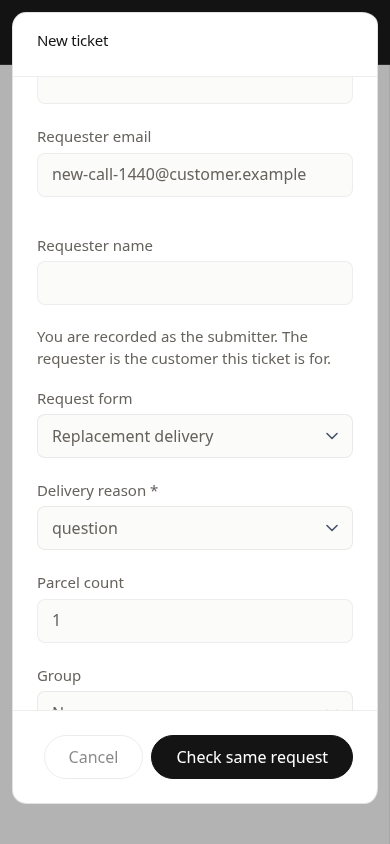 New ticket
Requester email
new-call-1440@customer.example
Requester name
You are recorded as the submitter. The
requester is the customer this ticket is for.
Request form
Replacement delivery
Delivery reason *
question
Parcel count
1
Group
Cancel
Check same request